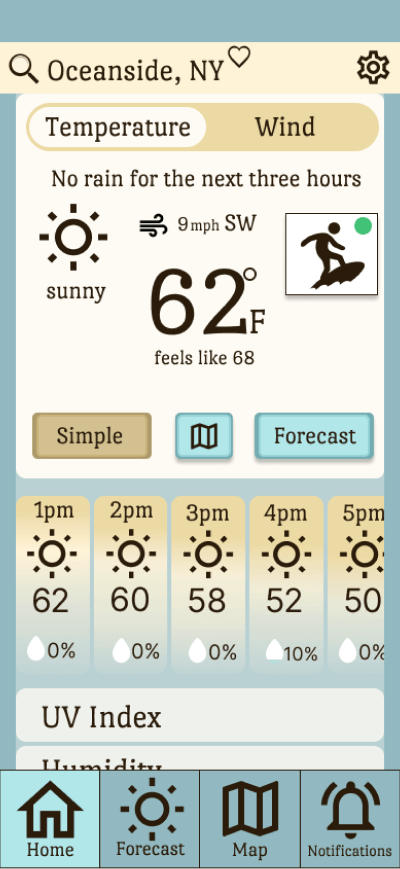 Oceanside, NY
Temperature Wind
No rain for the next three hours
9mph SW
sunny
62°F
feels like 68
Simple Forecast
1pm 2pm 3pm 4pm 5pm
62 60 58 52 50
0% 0% 0% 10% 0%
UV Index
Humidity
Home Forecast Map Notifications